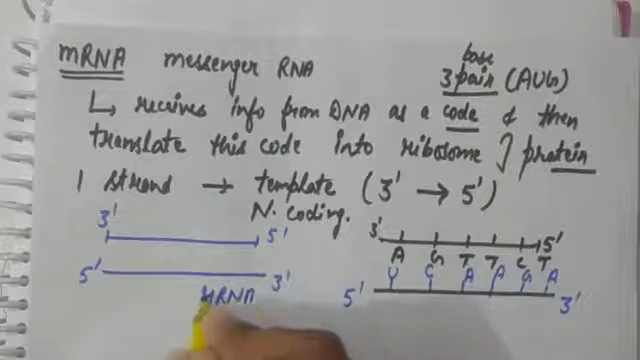 mRNA messenger RNA
base
3 pair (AUG)
↳ receives info from DNA as a code & then
translate this code into ribosome } protein
1 strand → template (3' → 5')
N. coding.
3' 5'
5' 3'
mRNA
3' 5'
A G T T C T
U C A A G A
5' 3'